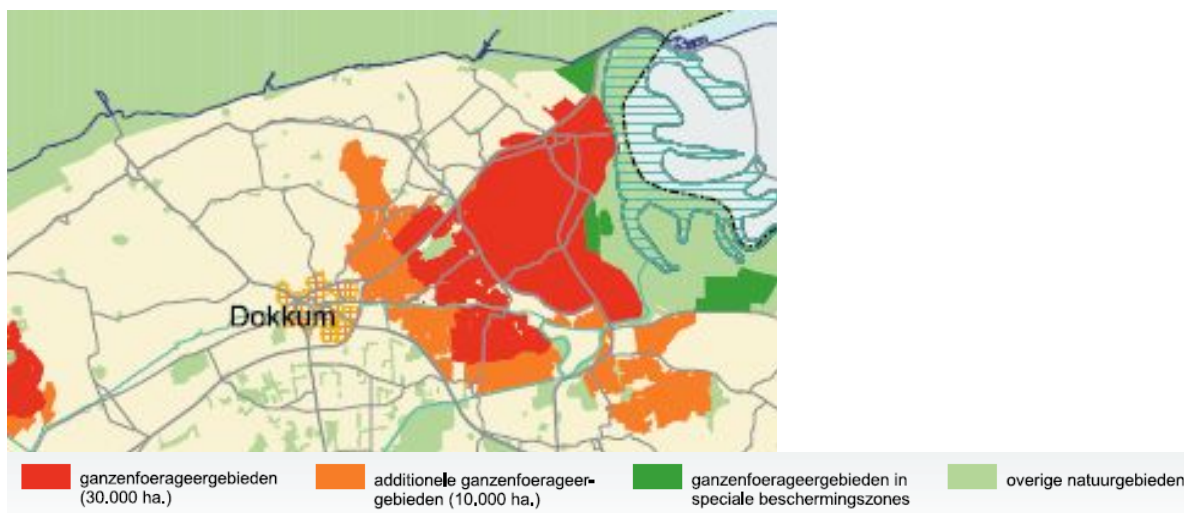 Dokkum
ganzenfoerageergebieden
(30.000 ha.)
additionele ganzenfoerageer-
gebieden (10.000 ha.)
ganzenfoerageergebieden in
speciale beschermingszones
overige natuurgebieden